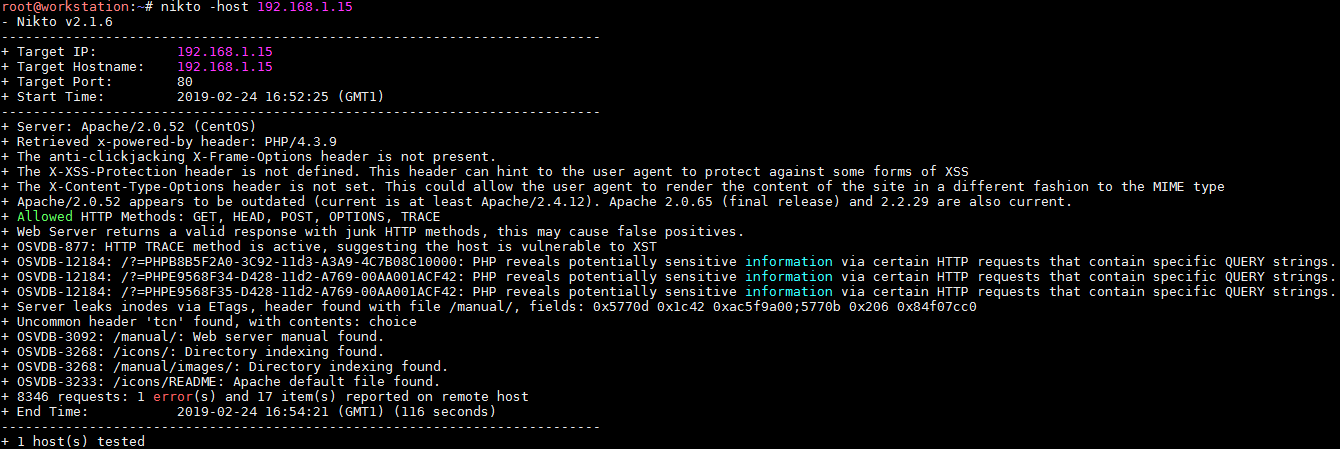 root@workstation:~# nikto -host 192.168.1.15
- Nikto v2.1.6
---------------------------------------------------------------------------
+ Target IP:          192.168.1.15
+ Target Hostname:    192.168.1.15
+ Target Port:        80
+ Start Time:         2019-02-24 16:52:25 (GMT1)
---------------------------------------------------------------------------
+ Server: Apache/2.0.52 (CentOS)
+ Retrieved x-powered-by header: PHP/4.3.9
+ The anti-clickjacking X-Frame-Options header is not present.
+ The X-XSS-Protection header is not defined. This header can hint to the user agent to protect against some forms of XSS
+ The X-Content-Type-Options header is not set. This could allow the user agent to render the content of the site in a different fashion to the MIME type
+ Apache/2.0.52 appears to be outdated (current is at least Apache/2.4.12). Apache 2.0.65 (final release) and 2.2.29 are also current.
+ Allowed HTTP Methods: GET, HEAD, POST, OPTIONS, TRACE
+ Web Server returns a valid response with junk HTTP methods, this may cause false positives.
+ OSVDB-877: HTTP TRACE method is active, suggesting the host is vulnerable to XST
+ OSVDB-12184: /?=PHPB8B5F2A0-3C92-11d3-A3A9-4C7B08C10000: PHP reveals potentially sensitive information via certain HTTP requests that contain specific QUERY strings.
+ OSVDB-12184: /?=PHPE9568F34-D428-11d2-A769-00AA001ACF42: PHP reveals potentially sensitive information via certain HTTP requests that contain specific QUERY strings.
+ OSVDB-12184: /?=PHPE9568F35-D428-11d2-A769-00AA001ACF42: PHP reveals potentially sensitive information via certain HTTP requests that contain specific QUERY strings.
+ Server leaks inodes via ETags, header found with file /manual/, fields: 0x5770d 0x1c42 0xac5f9a00;5770b 0x206 0x84f07cc0
+ Uncommon header 'tcn' found, with contents: choice
+ OSVDB-3092: /manual/: Web server manual found.
+ OSVDB-3268: /icons/: Directory indexing found.
+ OSVDB-3268: /manual/images/: Directory indexing found.
+ OSVDB-3233: /icons/README: Apache default file found.
+ 8346 requests: 1 error(s) and 17 item(s) reported on remote host
+ End Time:           2019-02-24 16:54:21 (GMT1) (116 seconds)
---------------------------------------------------------------------------
+ 1 host(s) tested